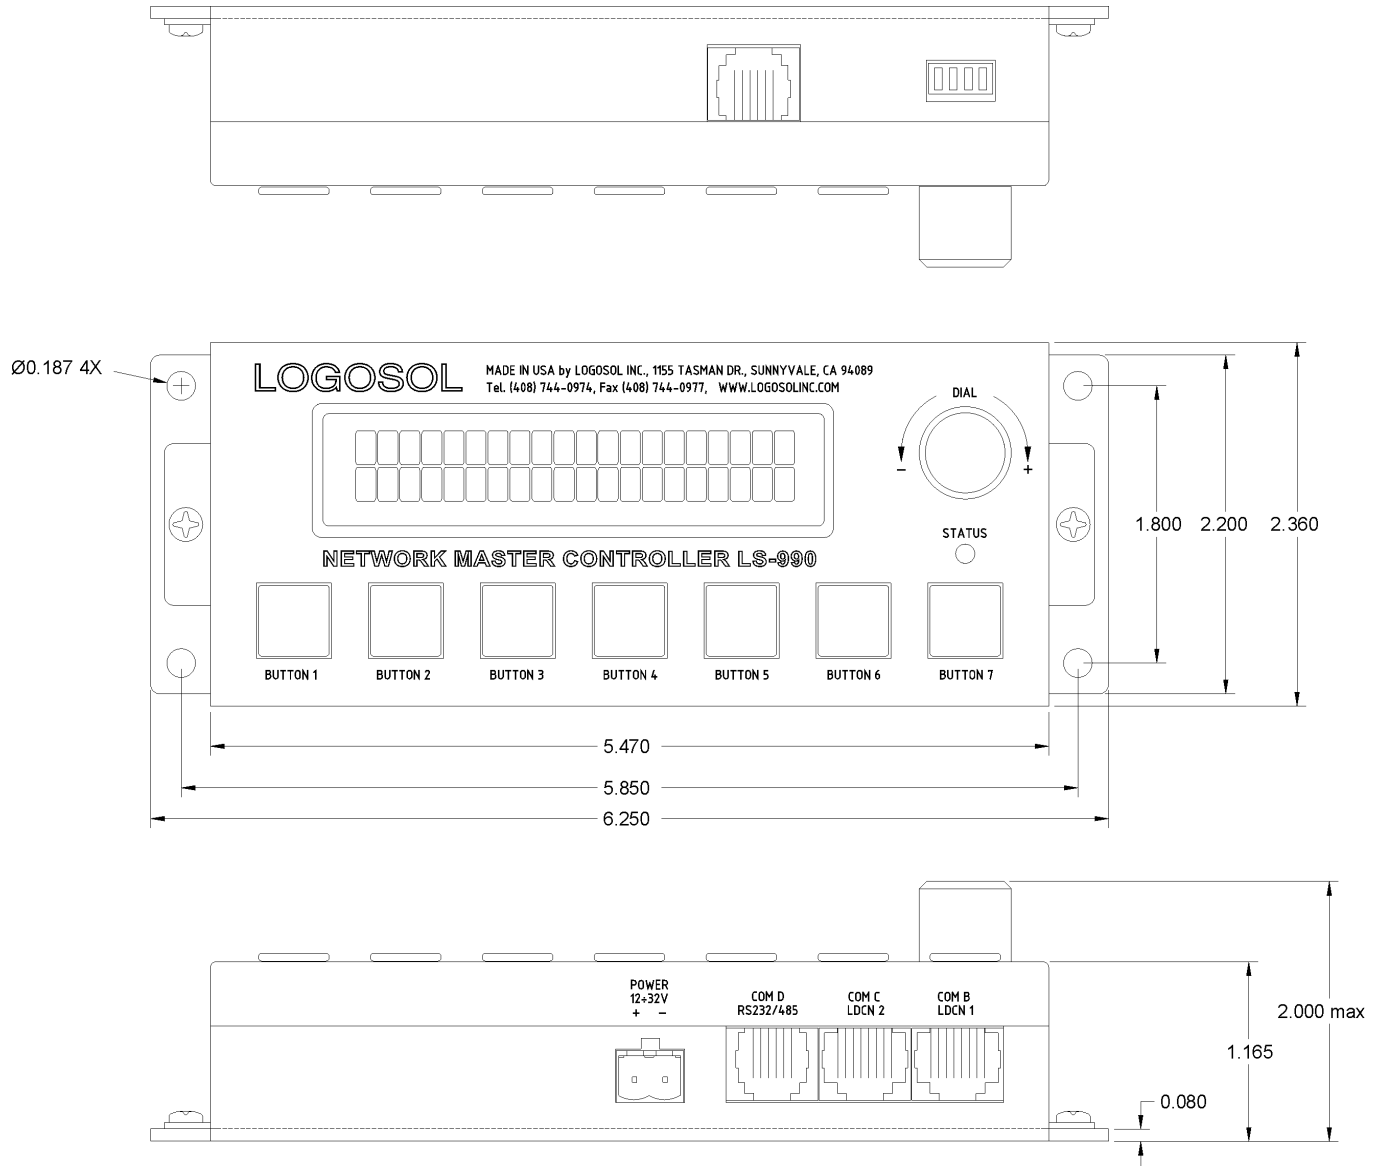 Ø0.187 4X
LOGOSOL
MADE IN USA by LOGOSOL INC., 1155 TASMAN DR., SUNNYVALE, CA 94089
Tel. (408) 744-0974, Fax (408) 744-0977, WWW.LOGOSOLINC.COM
DIAL
- +
STATUS
1.800 2.200 2.360
NETWORK MASTER CONTROLLER LS-990
BUTTON 1 BUTTON 2 BUTTON 3 BUTTON 4 BUTTON 5 BUTTON 6 BUTTON 7
5.470
5.850
6.250
POWER
12÷32V
+ -
COM D
RS232/485
COM C
LDCN 2
COM B
LDCN 1
2.000 max
1.165
0.080